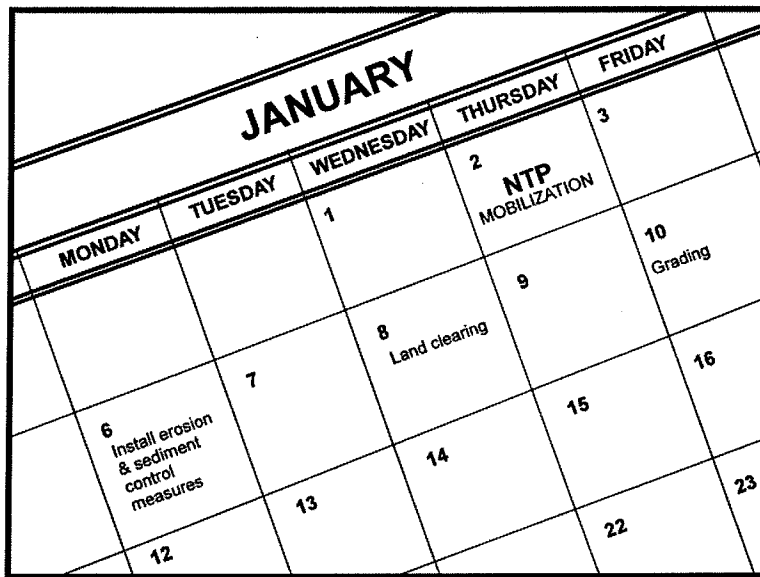 JANUARY
MONDAY
TUESDAY
WEDNESDAY
THURSDAY
FRIDAY
1
2
NTP
MOBILIZATION
3
6
Install erosion
& sediment
control
measures
7
8
Land clearing
9
10
Grading
12
13
14
15
16
22
23